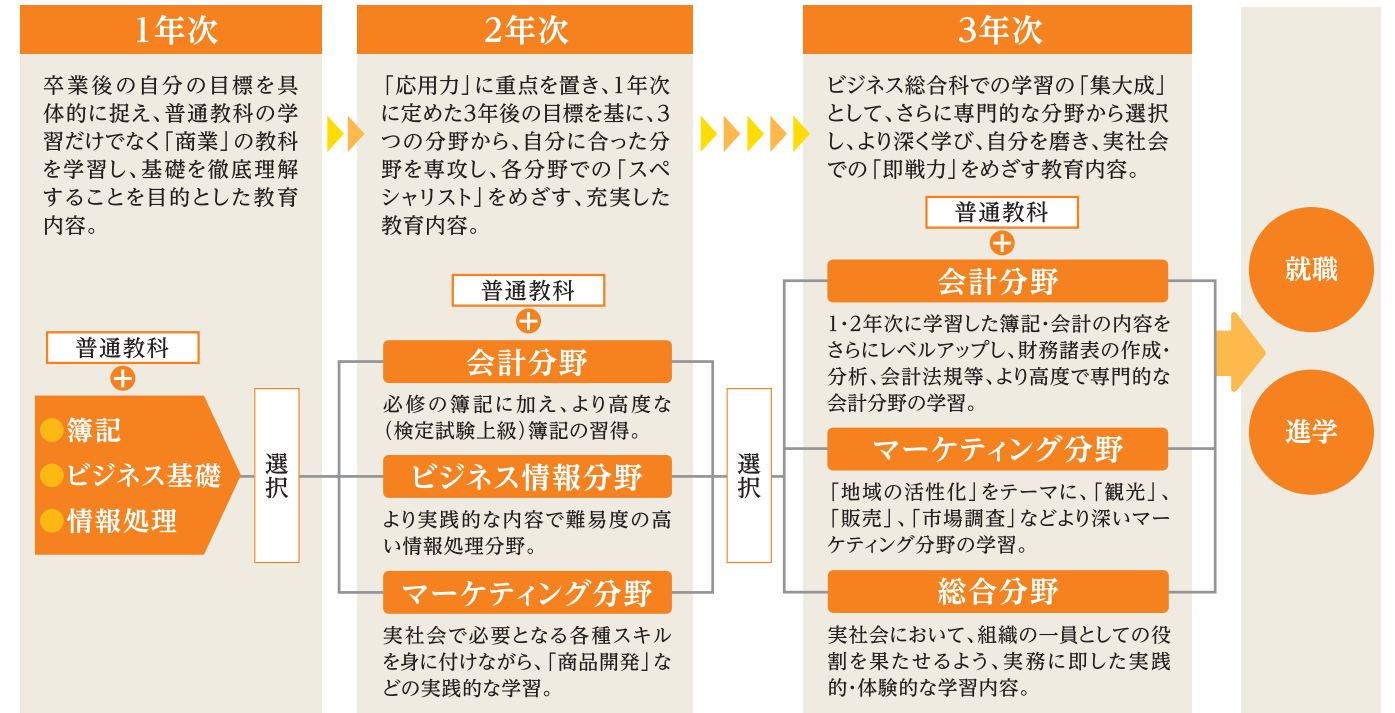 1年次
卒業後の自分の目標を具
体的に捉え、普通教科の学
習だけでなく「商業」の教科
を学習し、基礎を徹底理解
することを目的とした教育
内容。
普通教科
+
簿記
ビジネス基礎
情報処理
選択
2年次
「応用力」に重点を置き、1年次
に定めた3年後の目標を基に、3
つの分野から、自分に合った分
野を専攻し、各分野での「スペ
シャリスト」をめざす、充実した
教育内容。
普通教科
+
会計分野
必修の簿記に加え、より高度な
（検定試験上級）簿記の習得。
ビジネス情報分野
より実践的な内容で難易度の高
い情報処理分野。
マーケティング分野
実社会で必要となる各種スキル
を身に付けながら、「商品開発」な
どの実践的な学習。
選択
3年次
ビジネス総合科での学習の「集大成」
として、さらに専門的な分野から選択
し、より深く学び、自分を磨き、実社会
での「即戦力」をめざす教育内容。
普通教科
+
会計分野
1・2年次に学習した簿記・会計の内容を
さらにレベルアップし、財務諸表の作成・
分析、会計法規等、より高度で専門的な
会計分野の学習。
マーケティング分野
「地域の活性化」をテーマに、「観光」、
「販売」、「市場調査」などより深いマー
ケティング分野の学習。
総合分野
実社会において、組織の一員としての役
割を果たせるよう、実務に即した実践
的・体験的な学習内容。
就職
進学